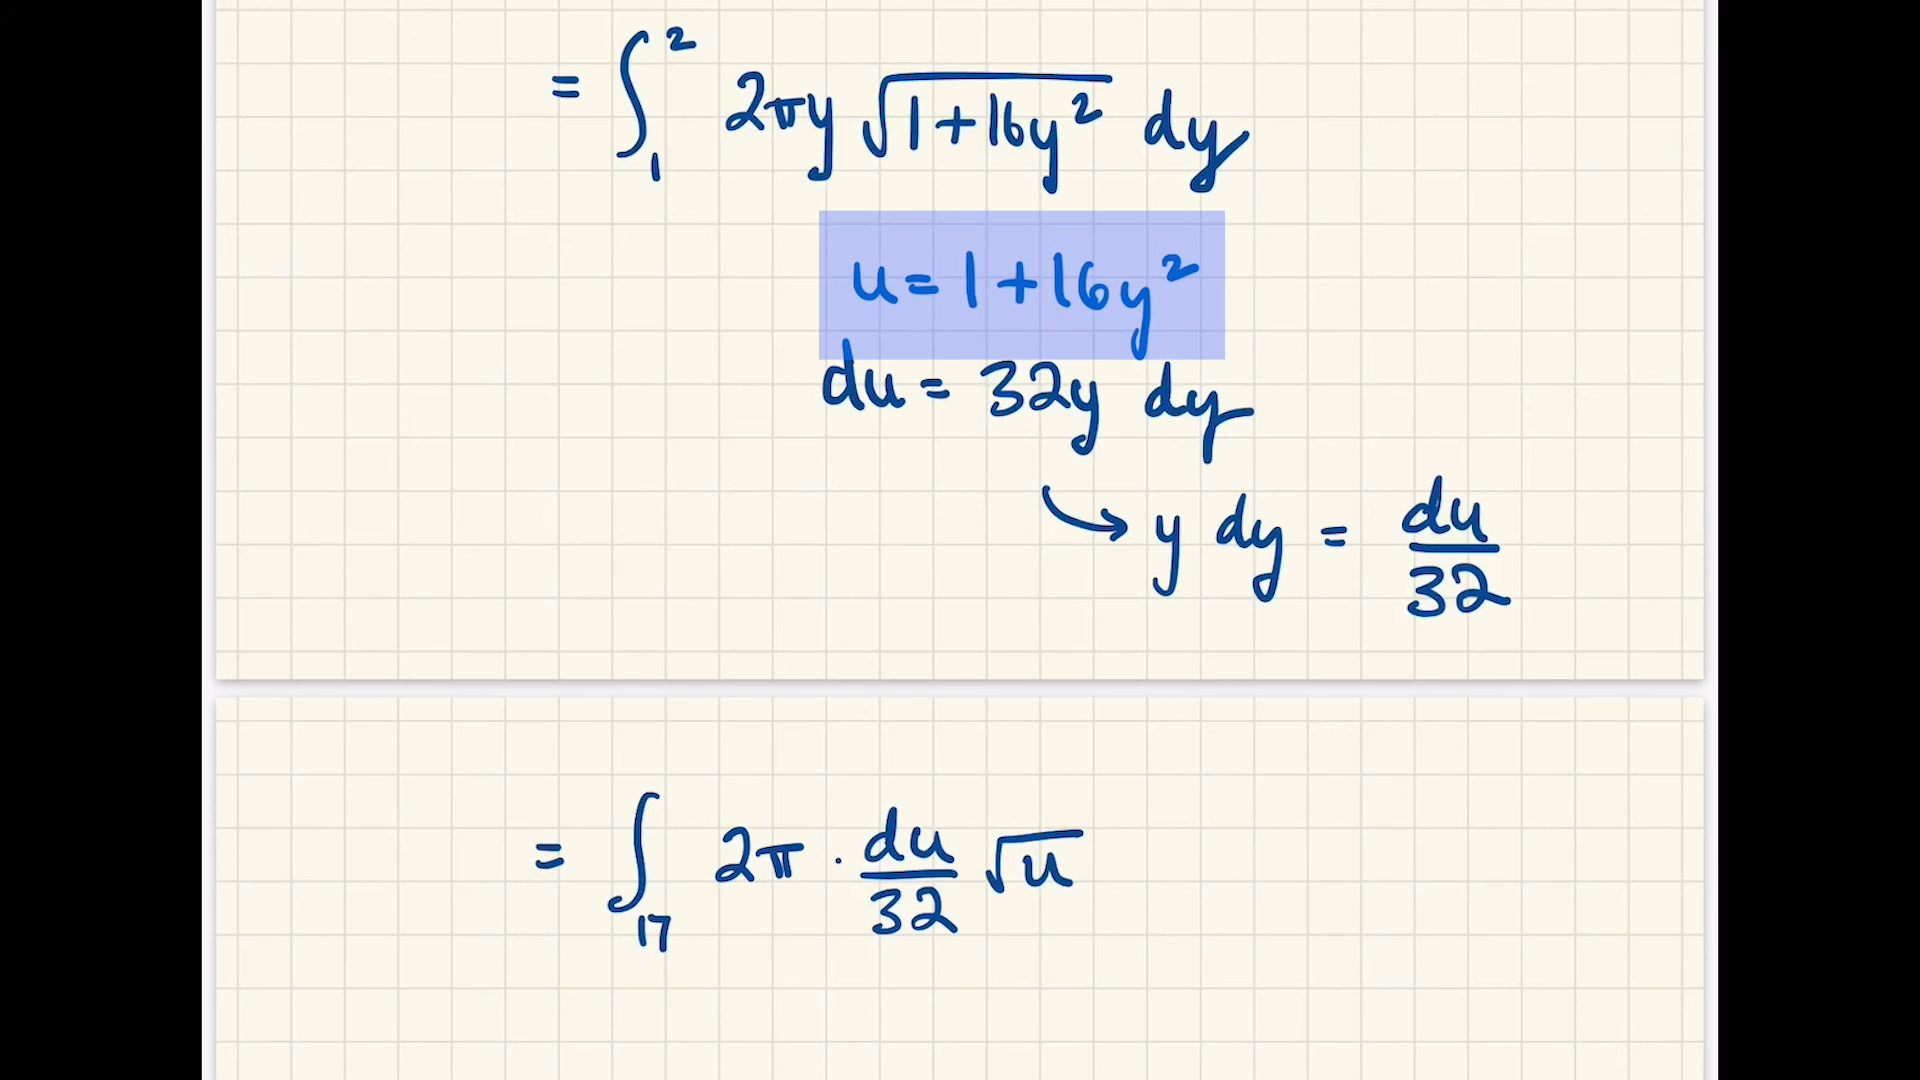 = ∫₁² 2πy √(1+16y²) dy
u = 1+16y²
du = 32y dy
↳ y dy = du/32
= ∫₁₇ 2π · du/32 √u